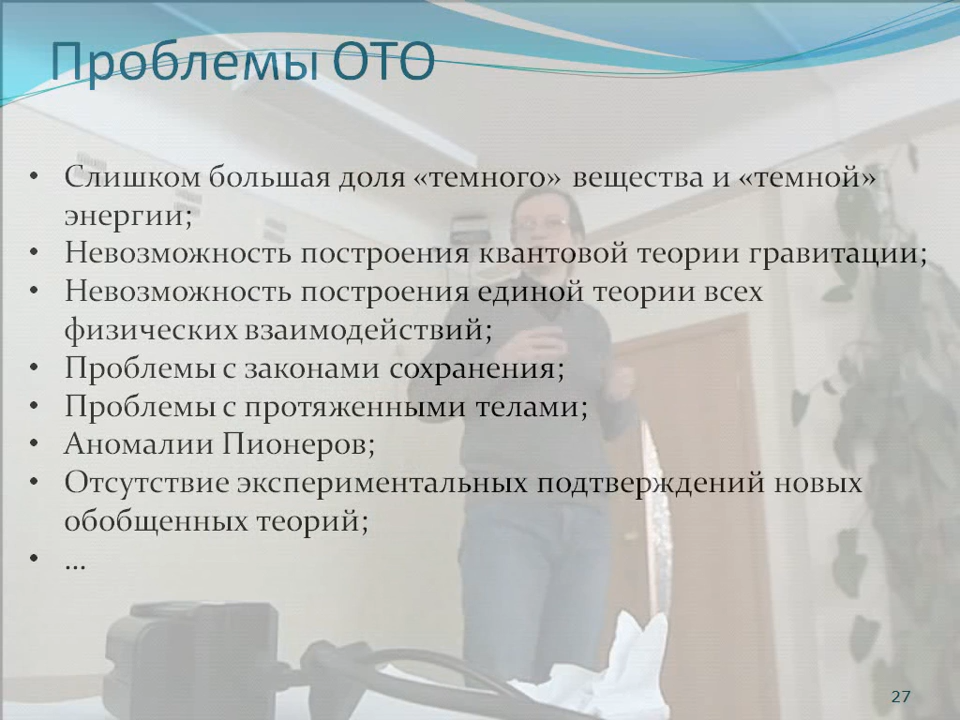 Проблемы ОТО
• Слишком большая доля «темного» вещества и «темной»
энергии;
• Невозможность построения квантовой теории гравитации;
• Невозможность построения единой теории всех
физических взаимодействий;
• Проблемы с законами сохранения;
• Проблемы с протяженными телами;
• Аномалии Пионеров;
• Отсутствие экспериментальных подтверждений новых
обобщенных теорий;
• ...
27